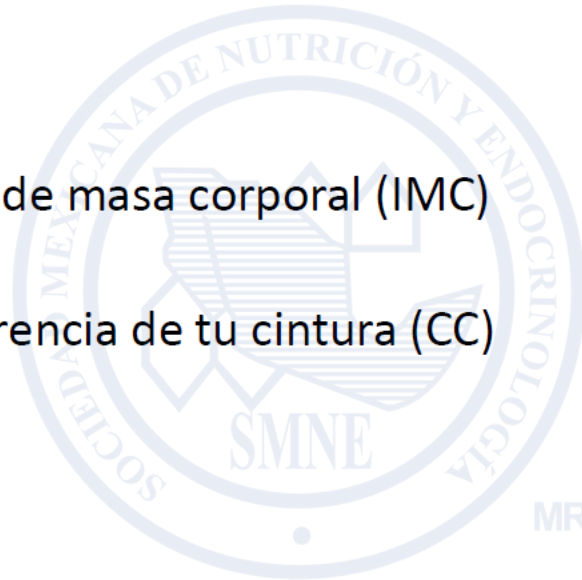 SOCIEDAD MEXICANA DE NUTRICIÓN Y ENDOCRINOLOGÍA
de masa corporal (IMC)
rencia de tu cintura (CC)
SMNE
MR